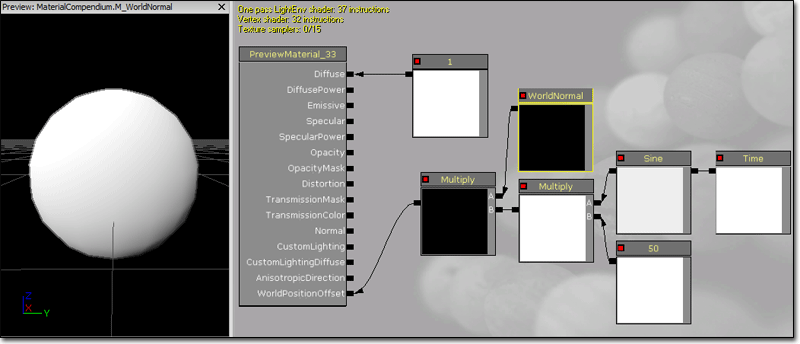 Preview: MaterialCompendium.M_WorldNormal
One pass LightEnv shader: 37 instructions
Vertex shader: 32 instructions
Texture samplers: 0/15
PreviewMaterial_33
Diffuse
DiffusePower
Emissive
Specular
SpecularPower
Opacity
OpacityMask
Distortion
TransmissionMask
TransmissionColor
Normal
CustomLighting
CustomLightingDiffuse
AnisotropicDirection
WorldPositionOffset
1
WorldNormal
Multiply
A
B
Multiply
A
B
Sine
Time
50
Z
X
Y